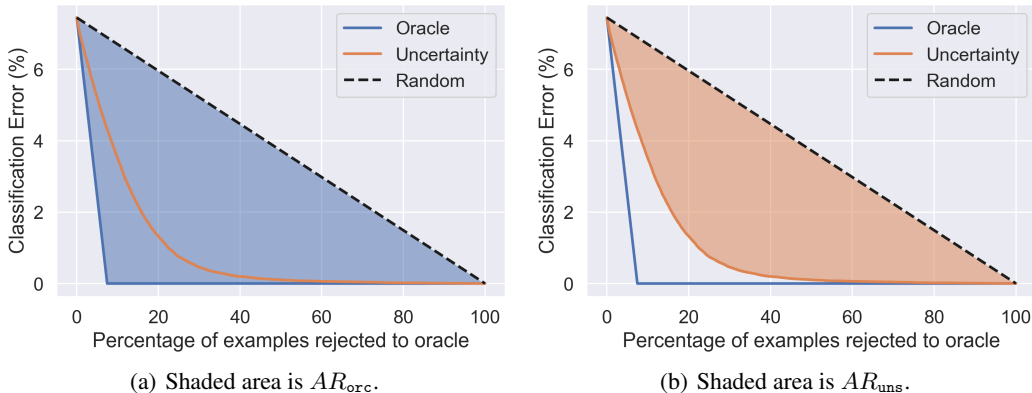 Classification Error (%)
6
4
2
0
Oracle
Uncertainty
Random
0 20 40 60 80 100
Percentage of examples rejected to oracle
(a) Shaded area is AR_orc.
Classification Error (%)
6
4
2
0
Oracle
Uncertainty
Random
0 20 40 60 80 100
Percentage of examples rejected to oracle
(b) Shaded area is AR_uns.